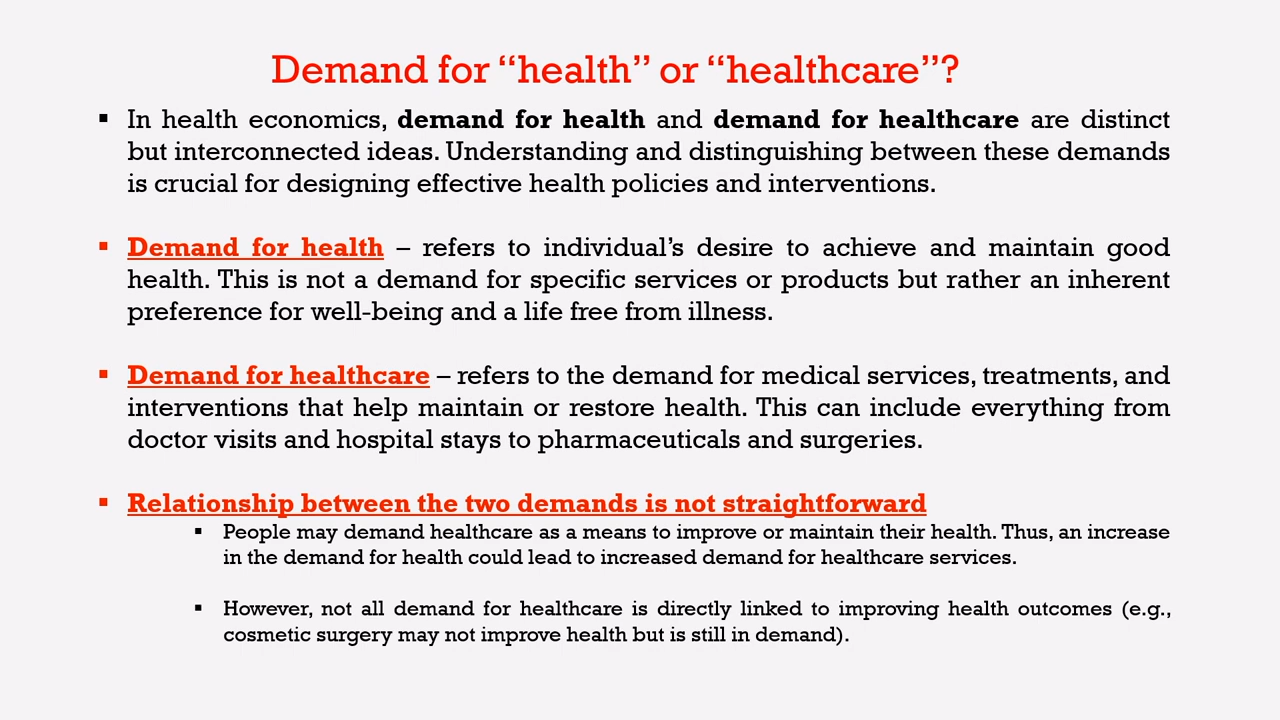 Demand for “health” or “healthcare”?
▪ In health economics, demand for health and demand for healthcare are distinct
but interconnected ideas. Understanding and distinguishing between these demands
is crucial for designing effective health policies and interventions.
▪ Demand for health – refers to individual’s desire to achieve and maintain good
health. This is not a demand for specific services or products but rather an inherent
preference for well-being and a life free from illness.
▪ Demand for healthcare – refers to the demand for medical services, treatments, and
interventions that help maintain or restore health. This can include everything from
doctor visits and hospital stays to pharmaceuticals and surgeries.
▪ Relationship between the two demands is not straightforward
▪ People may demand healthcare as a means to improve or maintain their health. Thus, an increase
in the demand for health could lead to increased demand for healthcare services.
▪ However, not all demand for healthcare is directly linked to improving health outcomes (e.g.,
cosmetic surgery may not improve health but is still in demand).